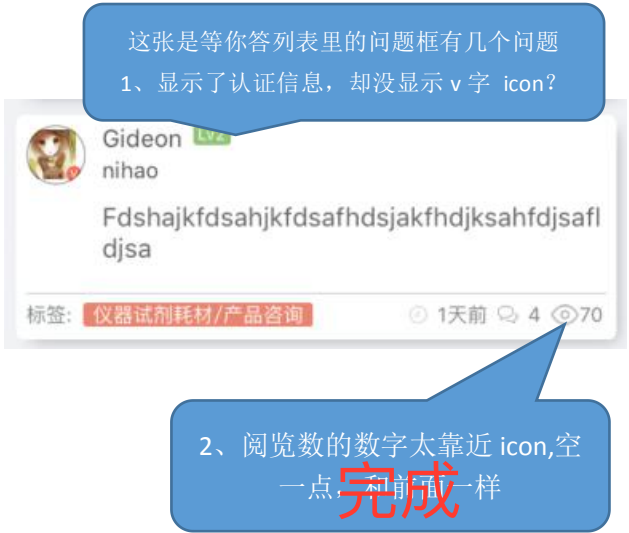 这张是等你答列表里的问题框有几个问题
1、显示了认证信息，却没显示 v 字 icon？
Gideon LV2
nihao
Fdshajkfdsahjkfdsafhdsjakfhdjksahfdjsafl
djsa
标签: 仪器试剂耗材/产品咨询 1天前 4 70
2、阅览数的数字太靠近 icon,空
一点，和前面一样
完成